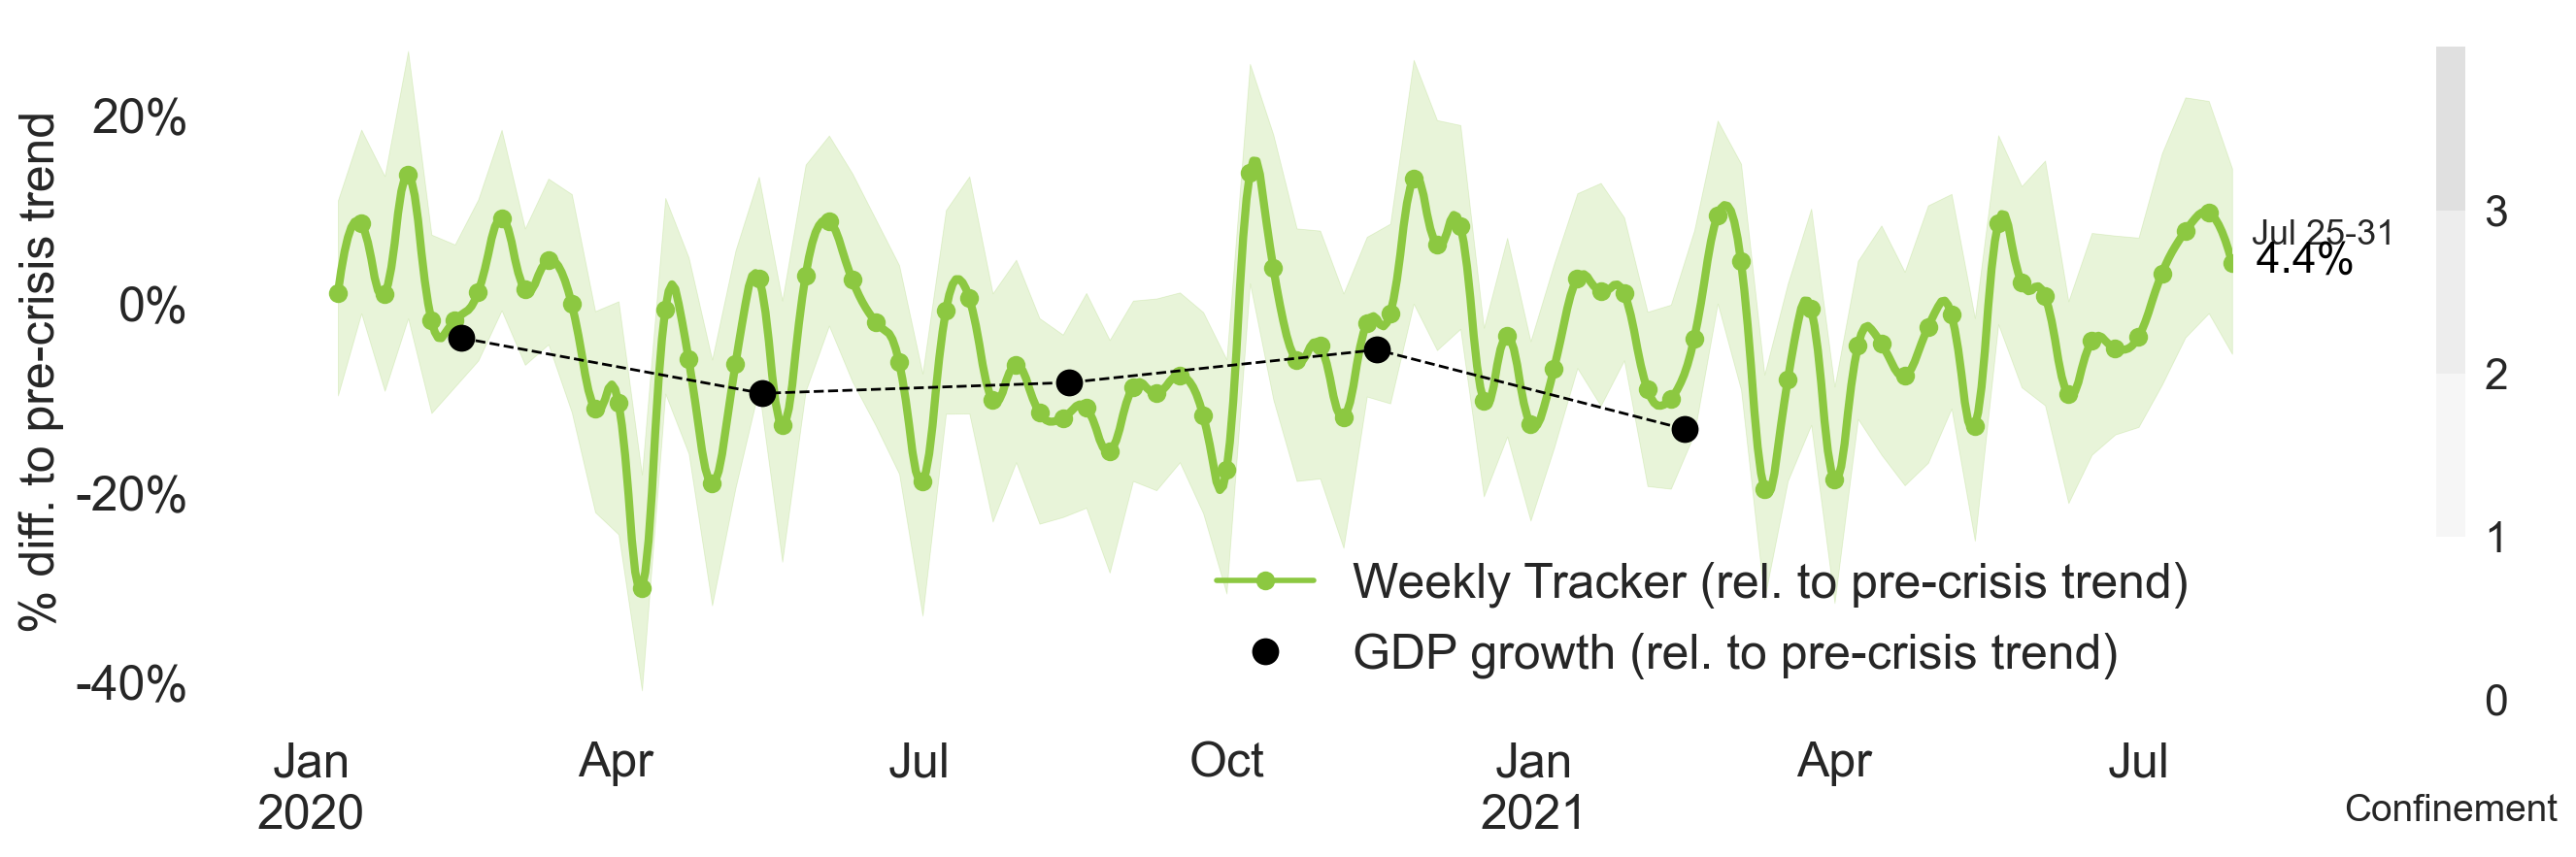 % diff. to pre-crisis trend
20%
0%
-20%
-40%
Jul 25-31
4.4%
3
2
1
0
Weekly Tracker (rel. to pre-crisis trend)
GDP growth (rel. to pre-crisis trend)
Jan Apr Jul Oct Jan Apr Jul
2020 2021
Confinement